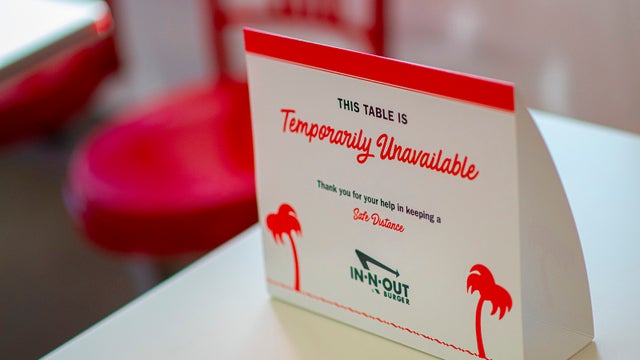 THIS TABLE IS
Temporarily Unavailable
Thank you for your help in keeping a
Safe Distance
IN-N-OUT
BURGER